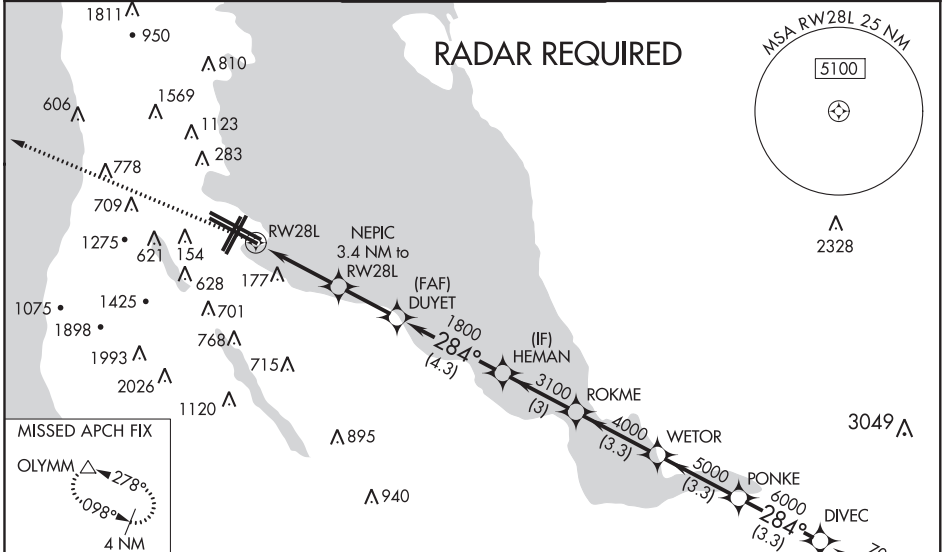 1811
950
RADAR REQUIRED
MSA RW28L 25 NM
5100
810
606
1569
1123
283
778
709
RW28L
NEPIC
3.4 NM to
RW28L
2328
1275
621
154
628
177
(FAF)
DUYET
1800
284°
(4.3)
(IF)
HEMAN
1075
1425
701
1898
768
1993
715
2026
1120
3100
(3)
ROKME
4000
(3.3)
WETOR
3049
5000
(3.3)
PONKE
6000
284°
(3.3)
DIVEC
895
940
MISSED APCH FIX
OLYMM
278°
098°
4 NM